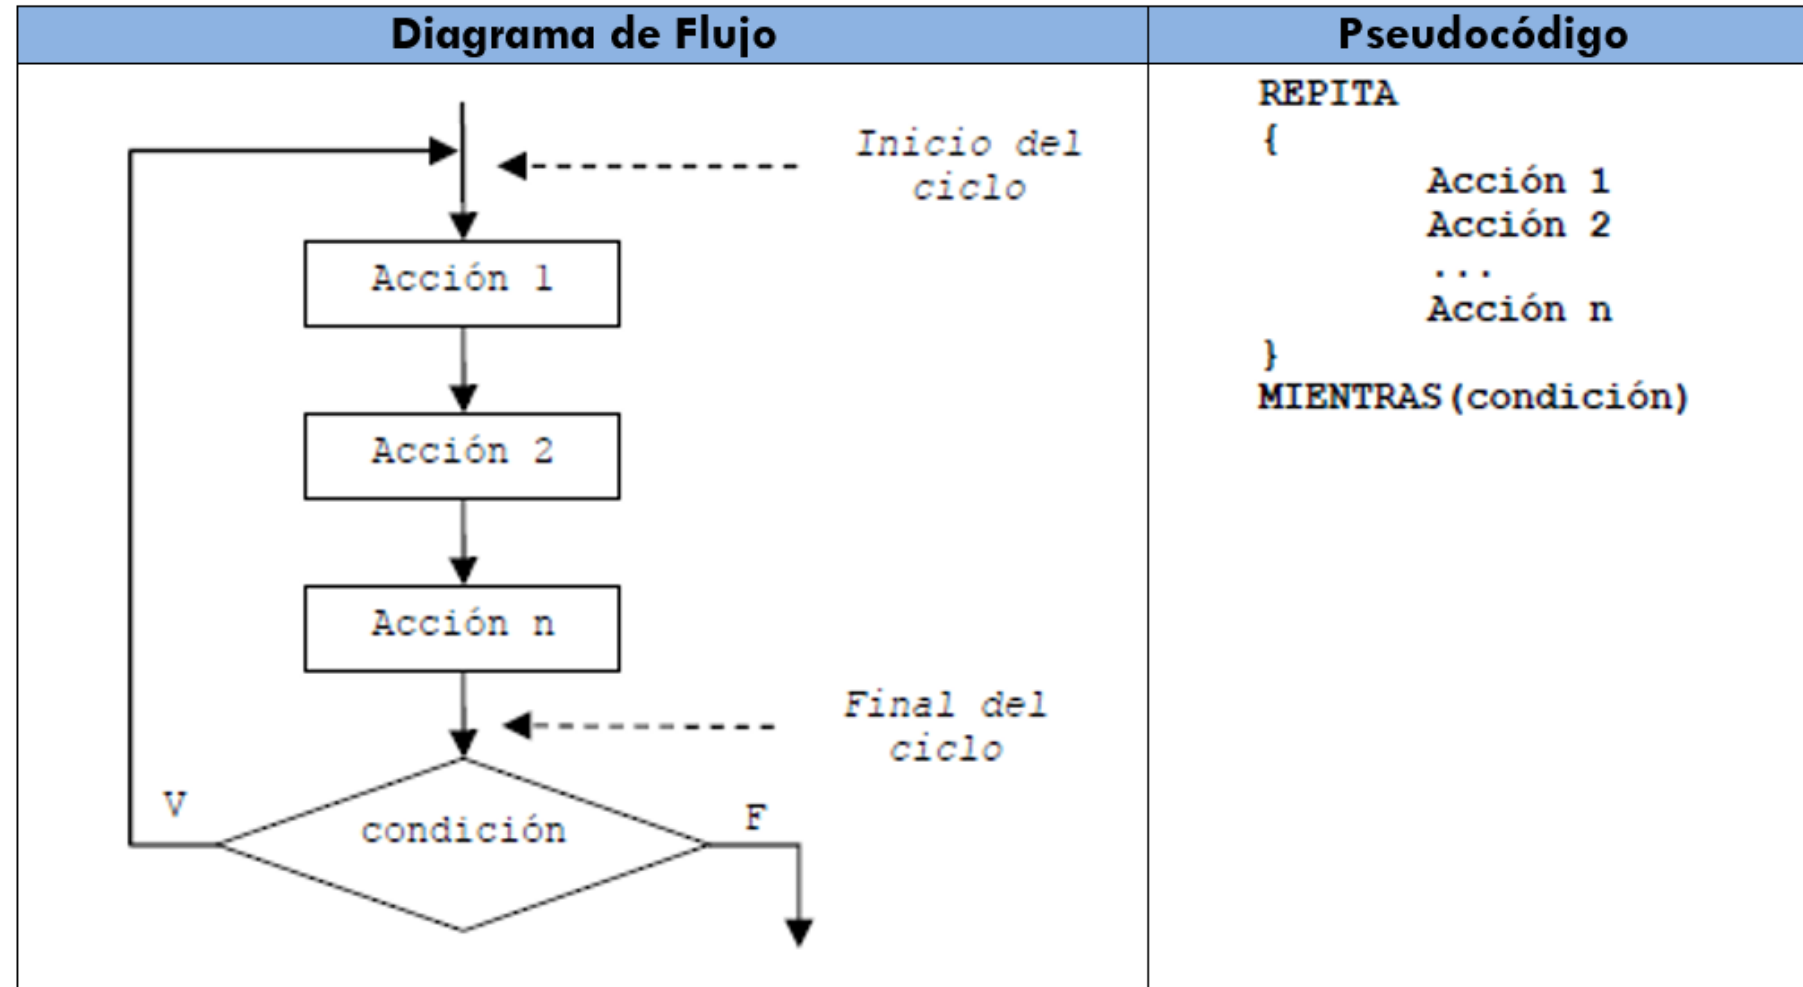 Diagrama de Flujo
Pseudocódigo
Inicio del
ciclo
Acción 1
Acción 2
Acción n
Final del
ciclo
V
condición
F
REPITA
{
Acción 1
Acción 2
...
Acción n
}
MIENTRAS(condición)